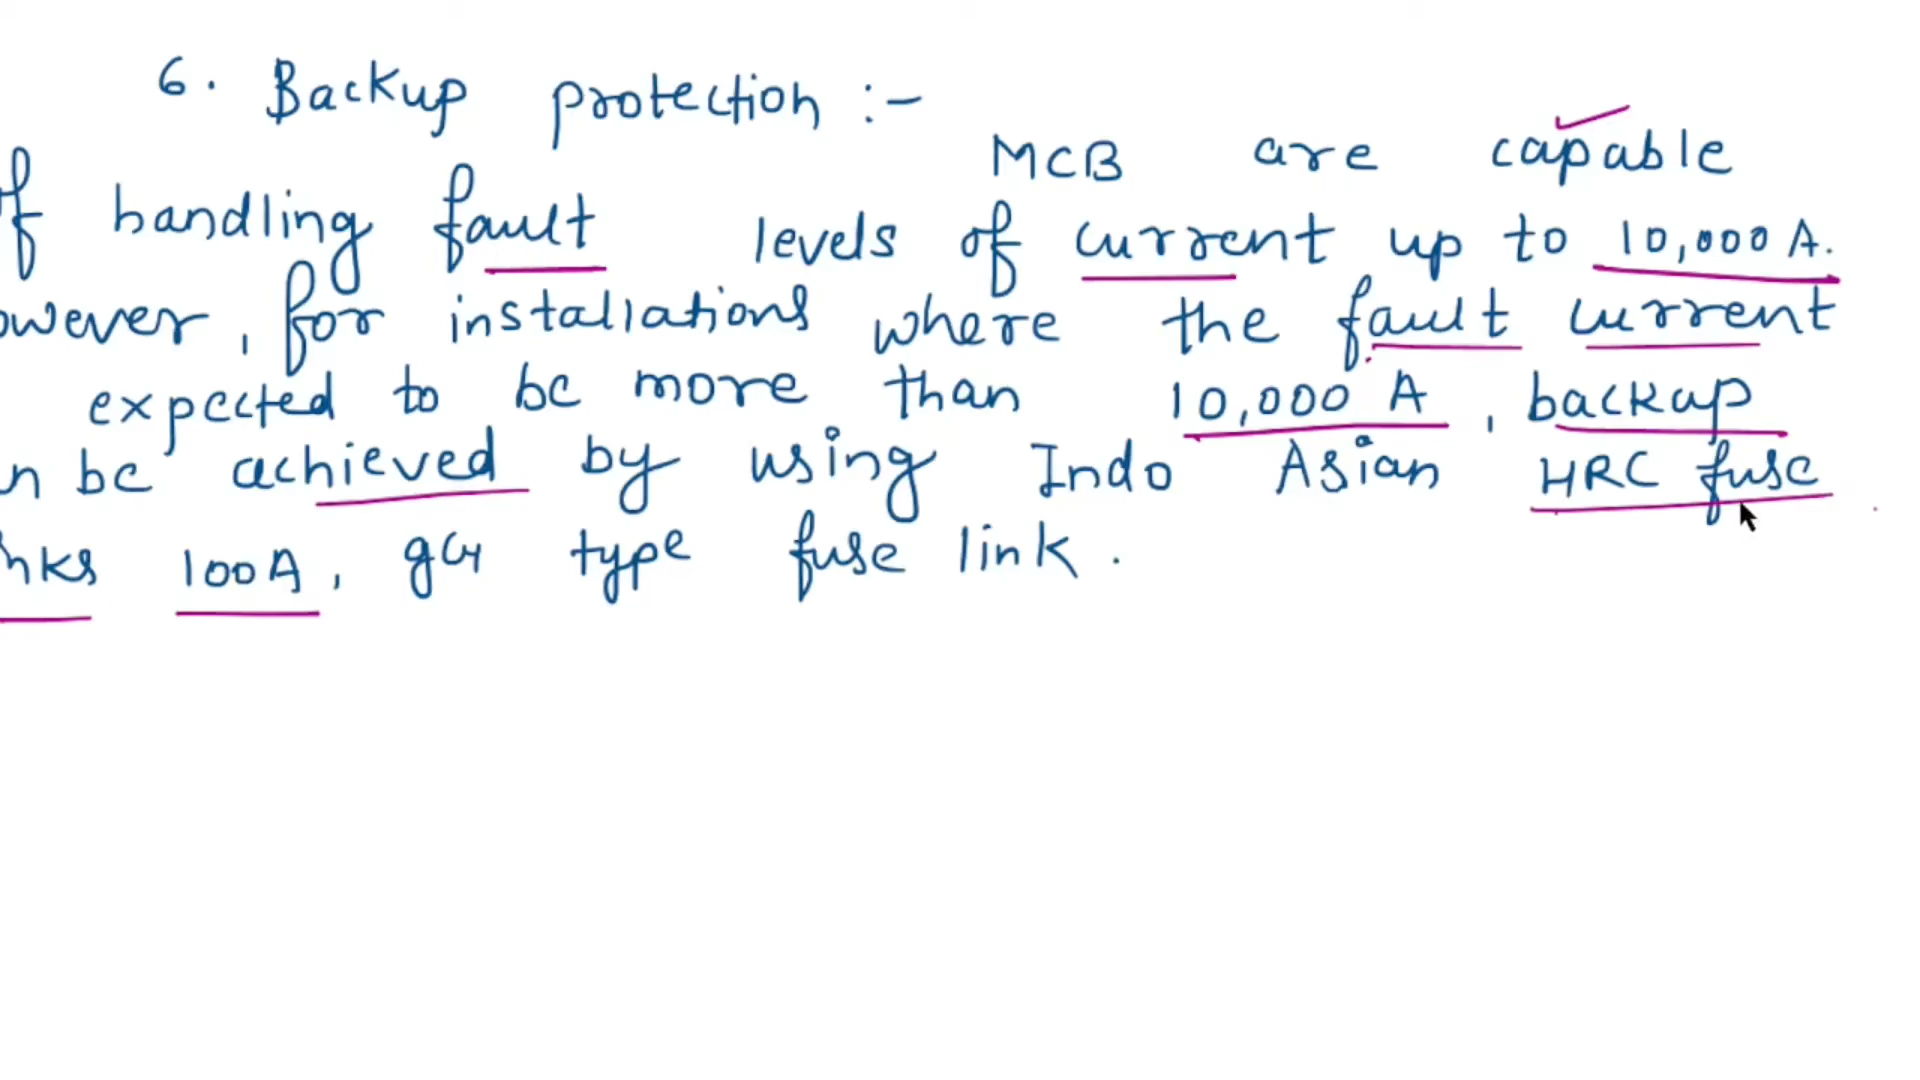 6. Backup protection :-
MCB are capable
of handling fault levels of current up to 10,000 A.
owever, for installations where the fault current
expected to be more than 10,000 A, backup
n be achieved by using Indo Asian HRC fuse
nks 100A, gG type fuse link.